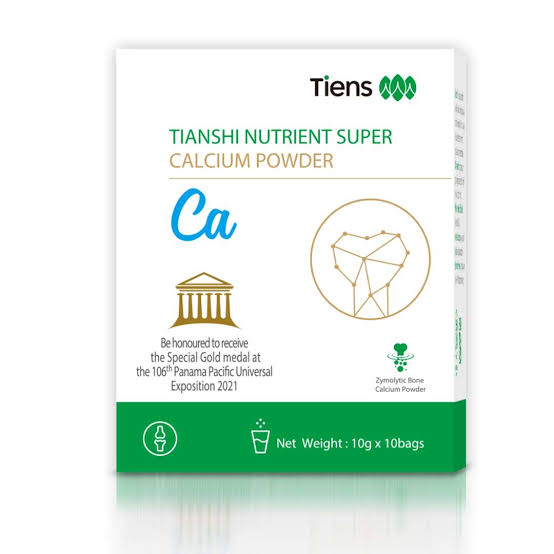 Tiens
TIANSHI NUTRIENT SUPER
CALCIUM POWDER
Ca
Be honoured to receive
the Special Gold medal at
the 106th Panama Pacific Universal
Exposition 2021
Zymolytic Bone
Calcium Powder
Net Weight : 10g x 10bags